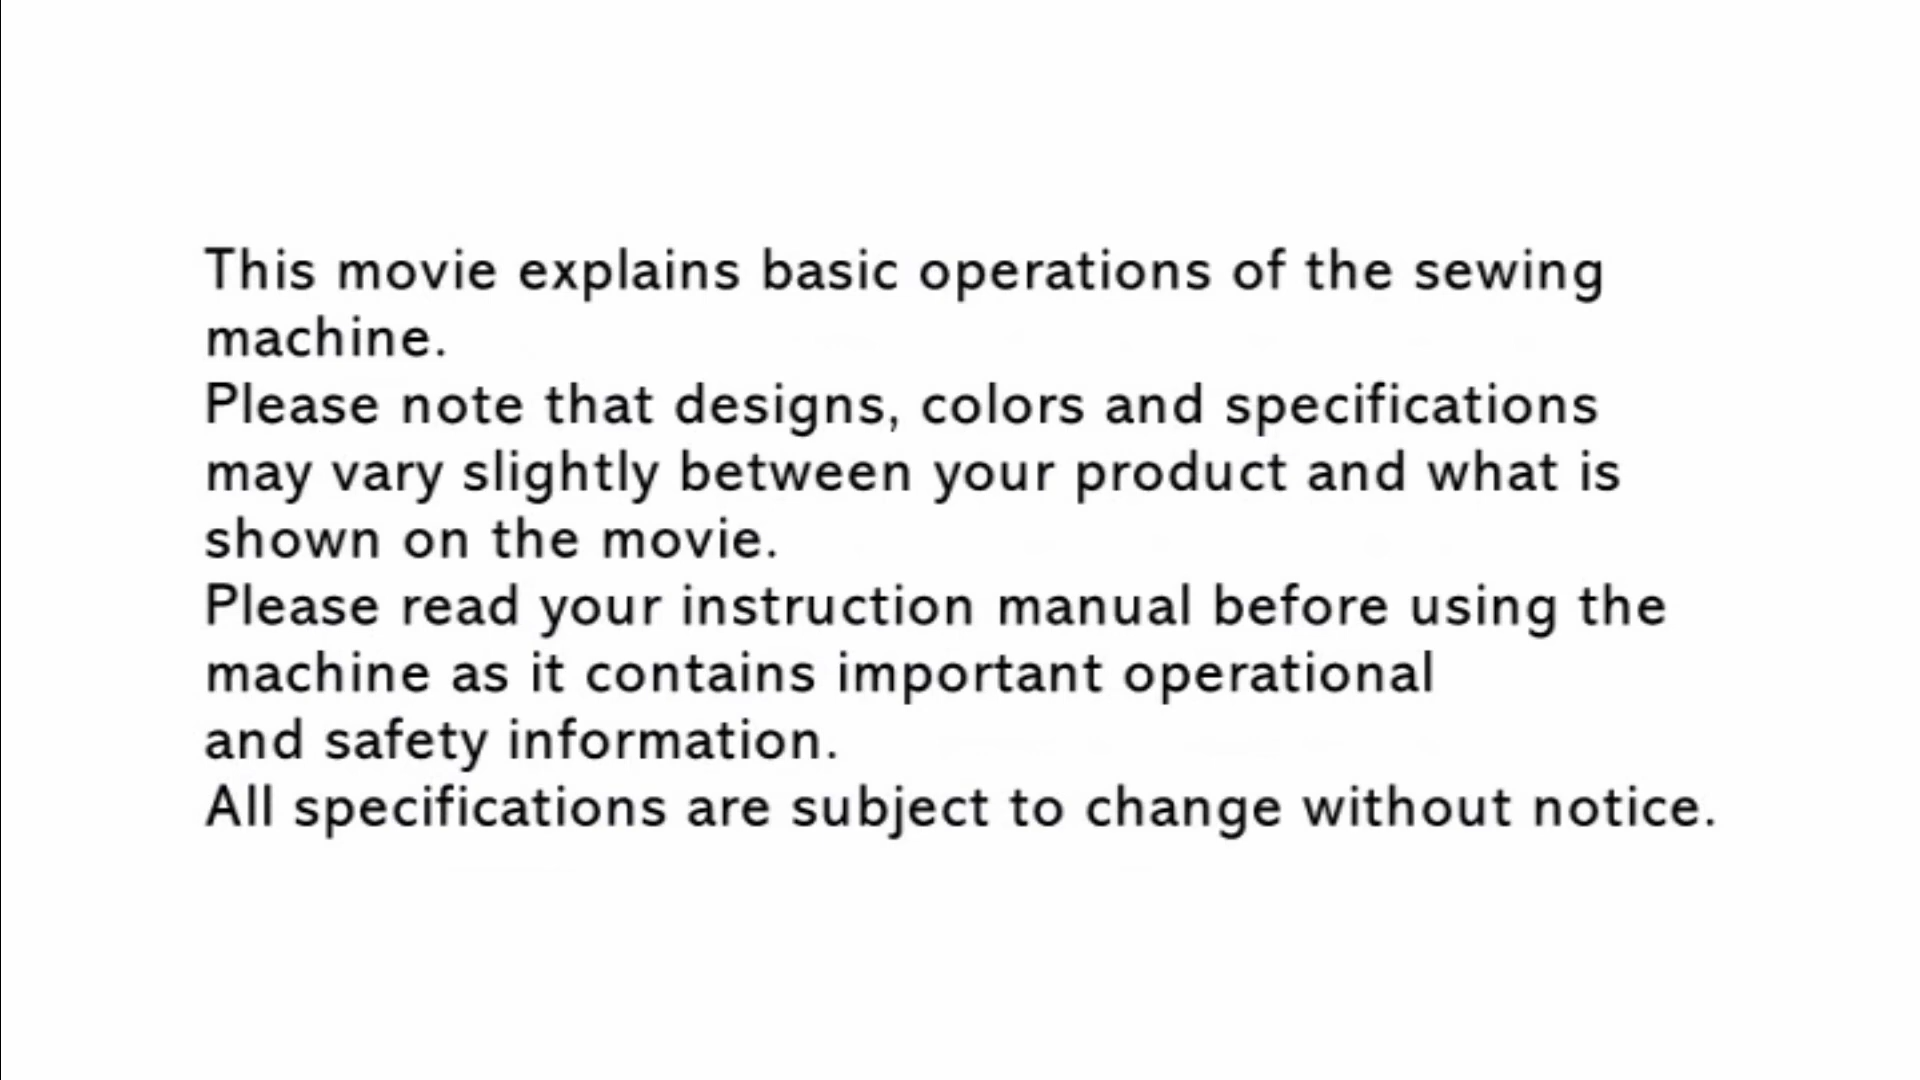 This movie explains basic operations of the sewing
machine.
Please note that designs, colors and specifications
may vary slightly between your product and what is
shown on the movie.
Please read your instruction manual before using the
machine as it contains important operational
and safety information.
All specifications are subject to change without notice.